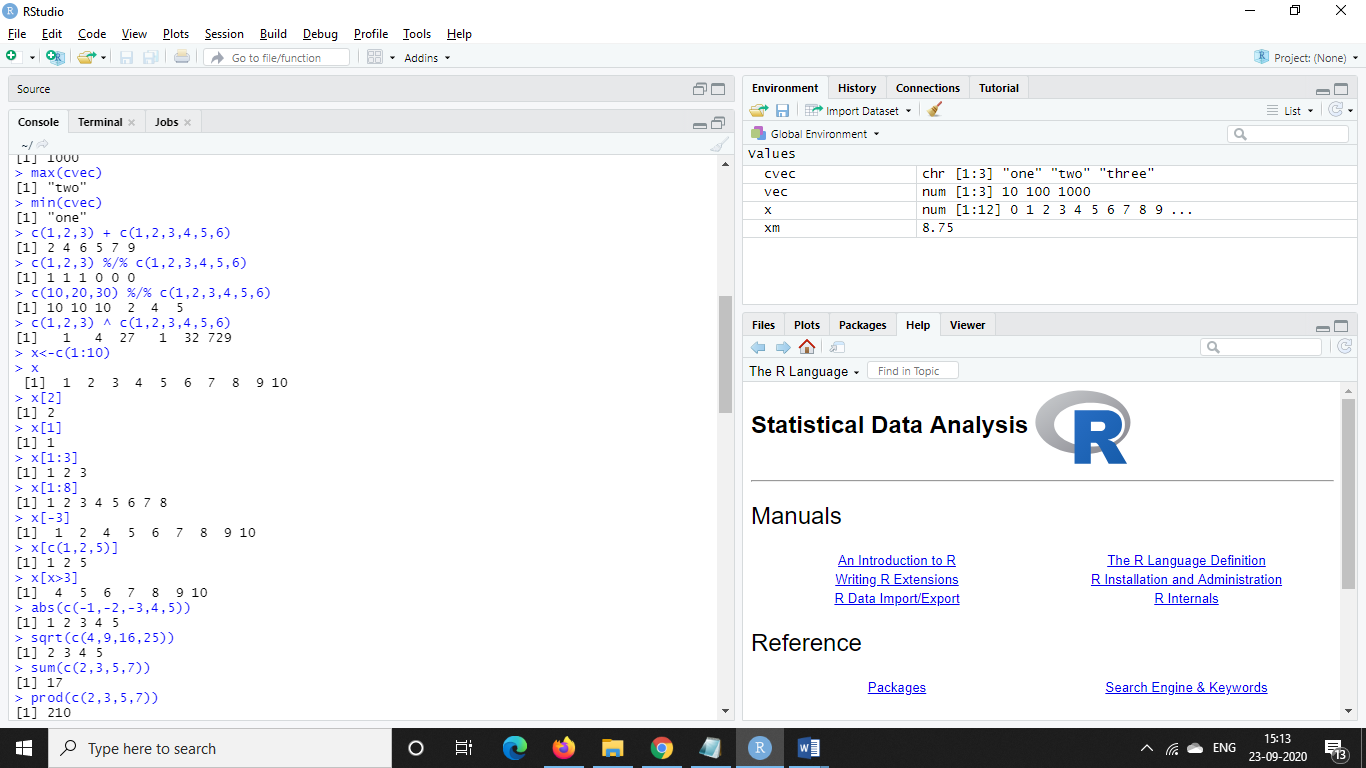 RStudio
File Edit Code View Plots Session Build Debug Profile Tools Help
Go to file/function
Addins
Project: (None)
Source
Console Terminal Jobs
~/
[1] 1000
> max(cvec)
[1] "two"
> min(cvec)
[1] "one"
> c(1,2,3) + c(1,2,3,4,5,6)
[1] 2 4 6 5 7 9
> c(1,2,3) %/% c(1,2,3,4,5,6)
[1] 1 1 1 0 0 0
> c(10,20,30) %/% c(1,2,3,4,5,6)
[1] 10 10 10  2  4  5
> c(1,2,3) ^ c(1,2,3,4,5,6)
[1]   1   4  27   1  32 729
> x<-c(1:10)
> x
 [1]  1  2  3  4  5  6  7  8  9 10
> x[2]
[1] 2
> x[1]
[1] 1
> x[1:3]
[1] 1 2 3
> x[1:8]
[1] 1 2 3 4 5 6 7 8
> x[-3]
[1]  1  2  4  5  6  7  8  9 10
> x[c(1,2,5)]
[1] 1 2 5
> x[x>3]
[1]  4  5  6  7  8  9 10
> abs(c(-1,-2,-3,4,5))
[1] 1 2 3 4 5
> sqrt(c(4,9,16,25))
[1] 2 3 4 5
> sum(c(2,3,5,7))
[1] 17
> prod(c(2,3,5,7))
[1] 210
Environment History Connections Tutorial
Import Dataset
List
Global Environment
Values
cvec chr [1:3] "one" "two" "three"
vec num [1:3] 10 100 1000
x num [1:12] 0 1 2 3 4 5 6 7 8 9 ...
xm 8.75
Files Plots Packages Help Viewer
The R Language
Find in Topic
Statistical Data Analysis R
Manuals
An Introduction to R The R Language Definition
Writing R Extensions R Installation and Administration
R Data Import/Export R Internals
Reference
Packages Search Engine & Keywords
Type here to search
ENG
15:13
23-09-2020
13